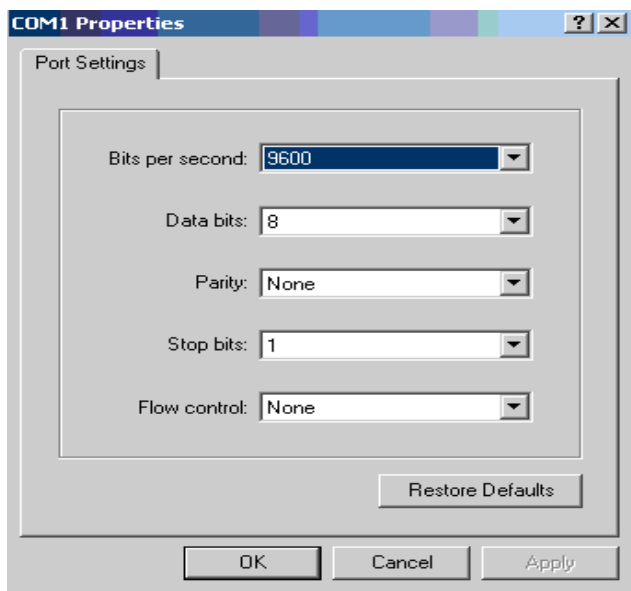 COM1 Properties
Port Settings
Bits per second: 9600
Data bits: 8
Parity: None
Stop bits: 1
Flow control: None
Restore Defaults
OK Cancel Apply